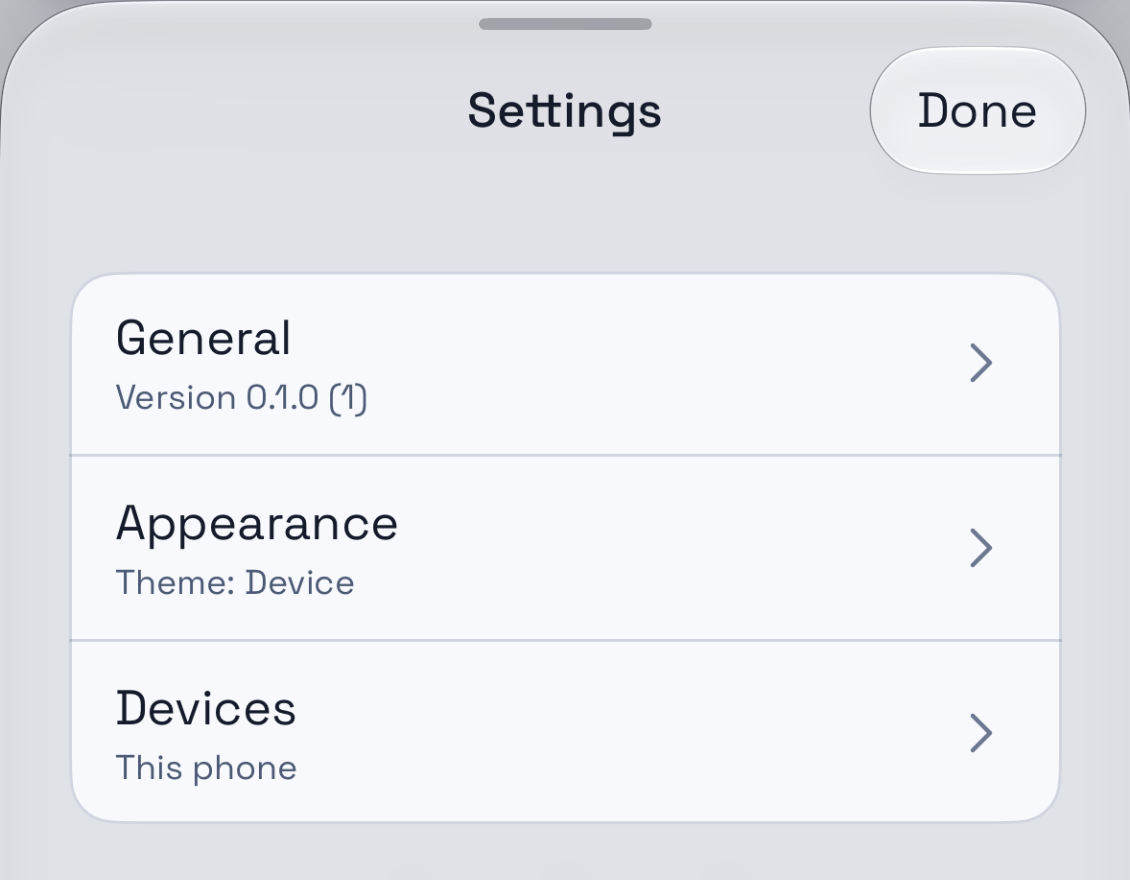 Settings
Done
General
Version 0.1.0 (1)
Appearance
Theme: Device
Devices
This phone